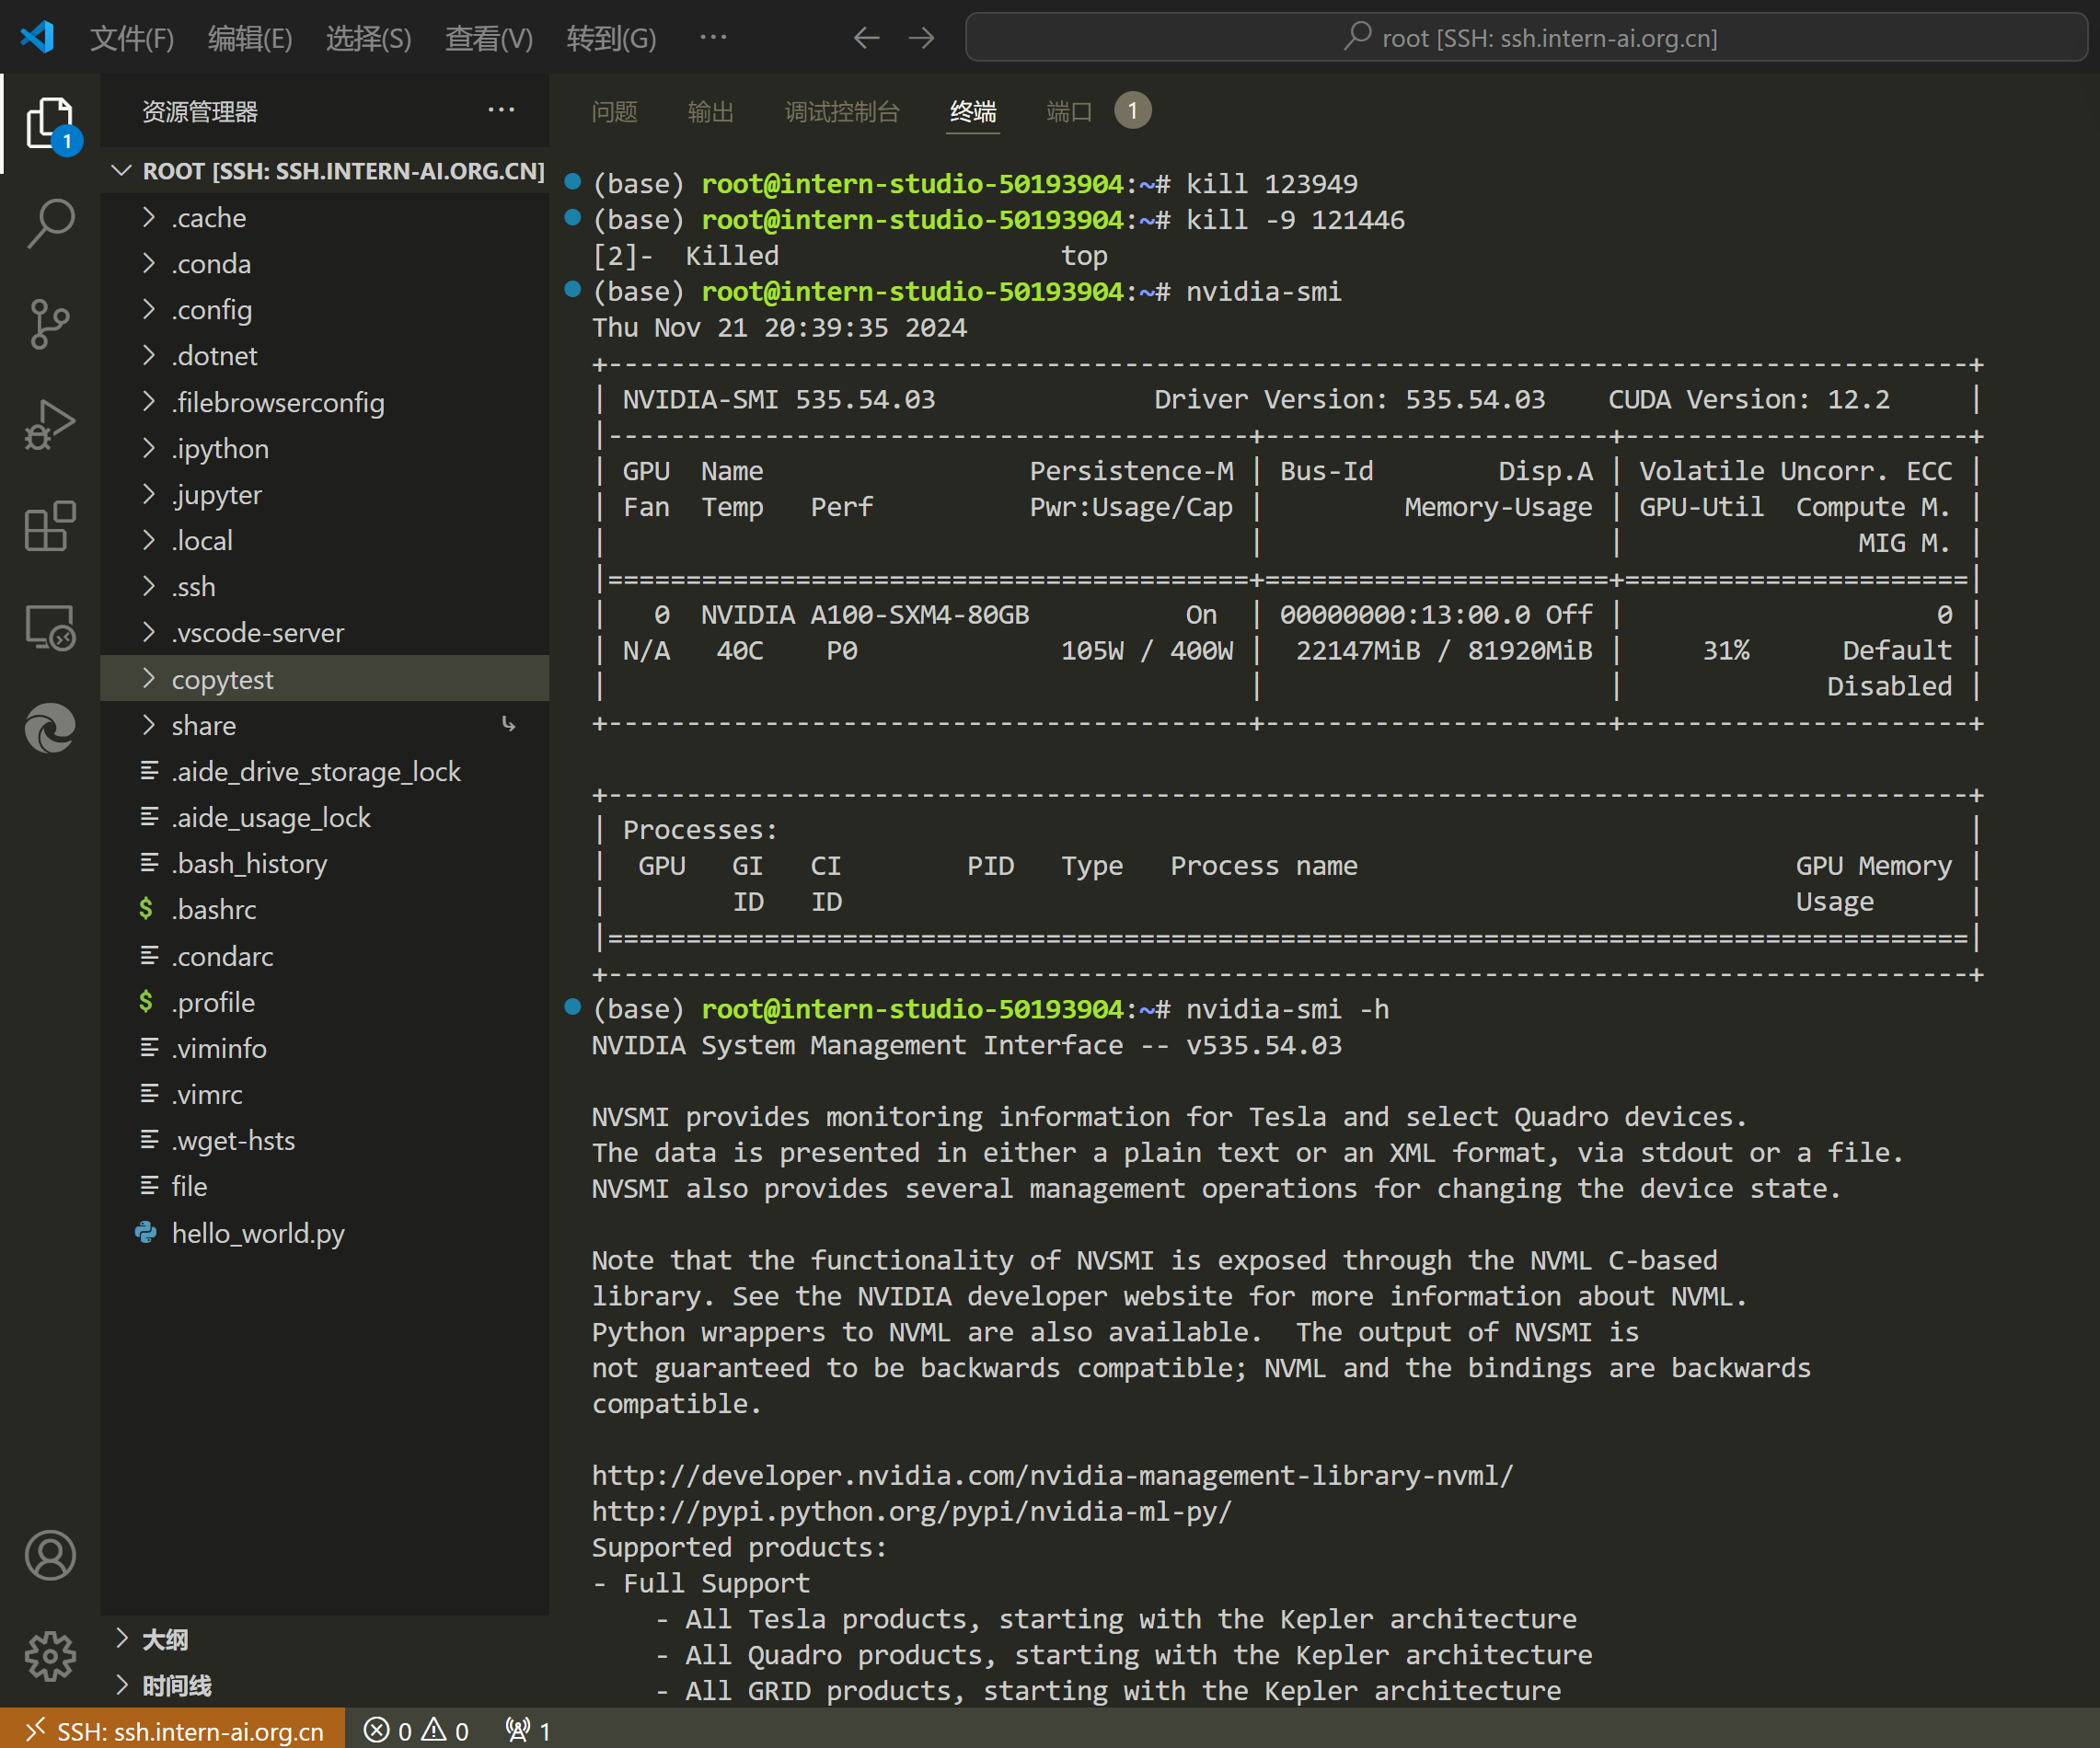 文件(F) 编辑(E) 选择(S) 查看(V) 转到(G) ··· root [SSH: ssh.intern-ai.org.cn]
资源管理器 ···
1
ROOT [SSH: SSH.INTERN-AI.ORG.CN]
.cache
.conda
.config
.dotnet
.filebrowserconfig
.ipython
.jupyter
.local
.ssh
.vscode-server
copytest
share
.aide_drive_storage_lock
.aide_usage_lock
.bash_history
$ .bashrc
.condarc
$ .profile
.viminfo
.vimrc
.wget-hsts
file
hello_world.py
大纲
时间线
问题 输出 调试控制台 终端 端口 1
(base) root@intern-studio-50193904:~# kill 123949
(base) root@intern-studio-50193904:~# kill -9 121446
[2]-  Killed                  top
(base) root@intern-studio-50193904:~# nvidia-smi
Thu Nov 21 20:39:35 2024
+---------------------------------------------------------------------------------------+
| NVIDIA-SMI 535.54.03              Driver Version: 535.54.03    CUDA Version: 12.2     |
|-----------------------------------------+----------------------+----------------------+
| GPU  Name                 Persistence-M | Bus-Id        Disp.A | Volatile Uncorr. ECC |
| Fan  Temp   Perf          Pwr:Usage/Cap |         Memory-Usage | GPU-Util  Compute M. |
|                                         |                      |               MIG M. |
|=========================================+======================+======================|
|   0  NVIDIA A100-SXM4-80GB          On  | 00000000:13:00.0 Off |                    0 |
| N/A   40C    P0             105W / 400W |  22147MiB / 81920MiB |     31%      Default |
|                                         |                      |             Disabled |
+-----------------------------------------+----------------------+----------------------+
+---------------------------------------------------------------------------------------+
| Processes:                                                                            |
|  GPU   GI   CI        PID   Type   Process name                            GPU Memory |
|        ID   ID                                                             Usage      |
|=======================================================================================|
+---------------------------------------------------------------------------------------+
(base) root@intern-studio-50193904:~# nvidia-smi -h
NVIDIA System Management Interface -- v535.54.03
NVSMI provides monitoring information for Tesla and select Quadro devices.
The data is presented in either a plain text or an XML format, via stdout or a file.
NVSMI also provides several management operations for changing the device state.
Note that the functionality of NVSMI is exposed through the NVML C-based
library. See the NVIDIA developer website for more information about NVML.
Python wrappers to NVML are also available.  The output of NVSMI is
not guaranteed to be backwards compatible; NVML and the bindings are backwards
compatible.
http://developer.nvidia.com/nvidia-management-library-nvml/
http://pypi.python.org/pypi/nvidia-ml-py/
Supported products:
- Full Support
    - All Tesla products, starting with the Kepler architecture
    - All Quadro products, starting with the Kepler architecture
    - All GRID products, starting with the Kepler architecture
SSH: ssh.intern-ai.org.cn 0 0 1